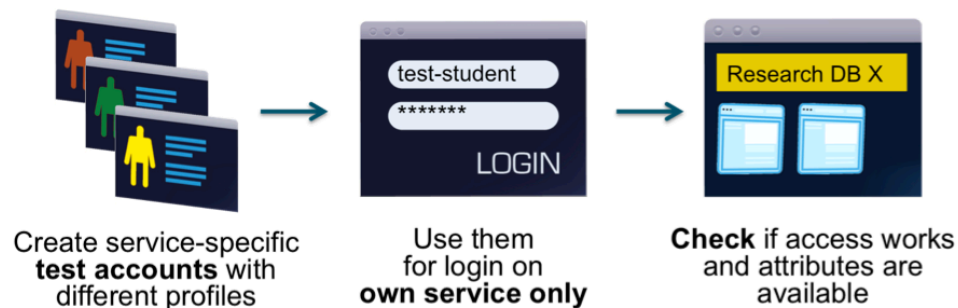 test-student
*******
LOGIN
Research DB X
Create service-specific
test accounts with
different profiles
Use them
for login on
own service only
Check if access works
and attributes are
available